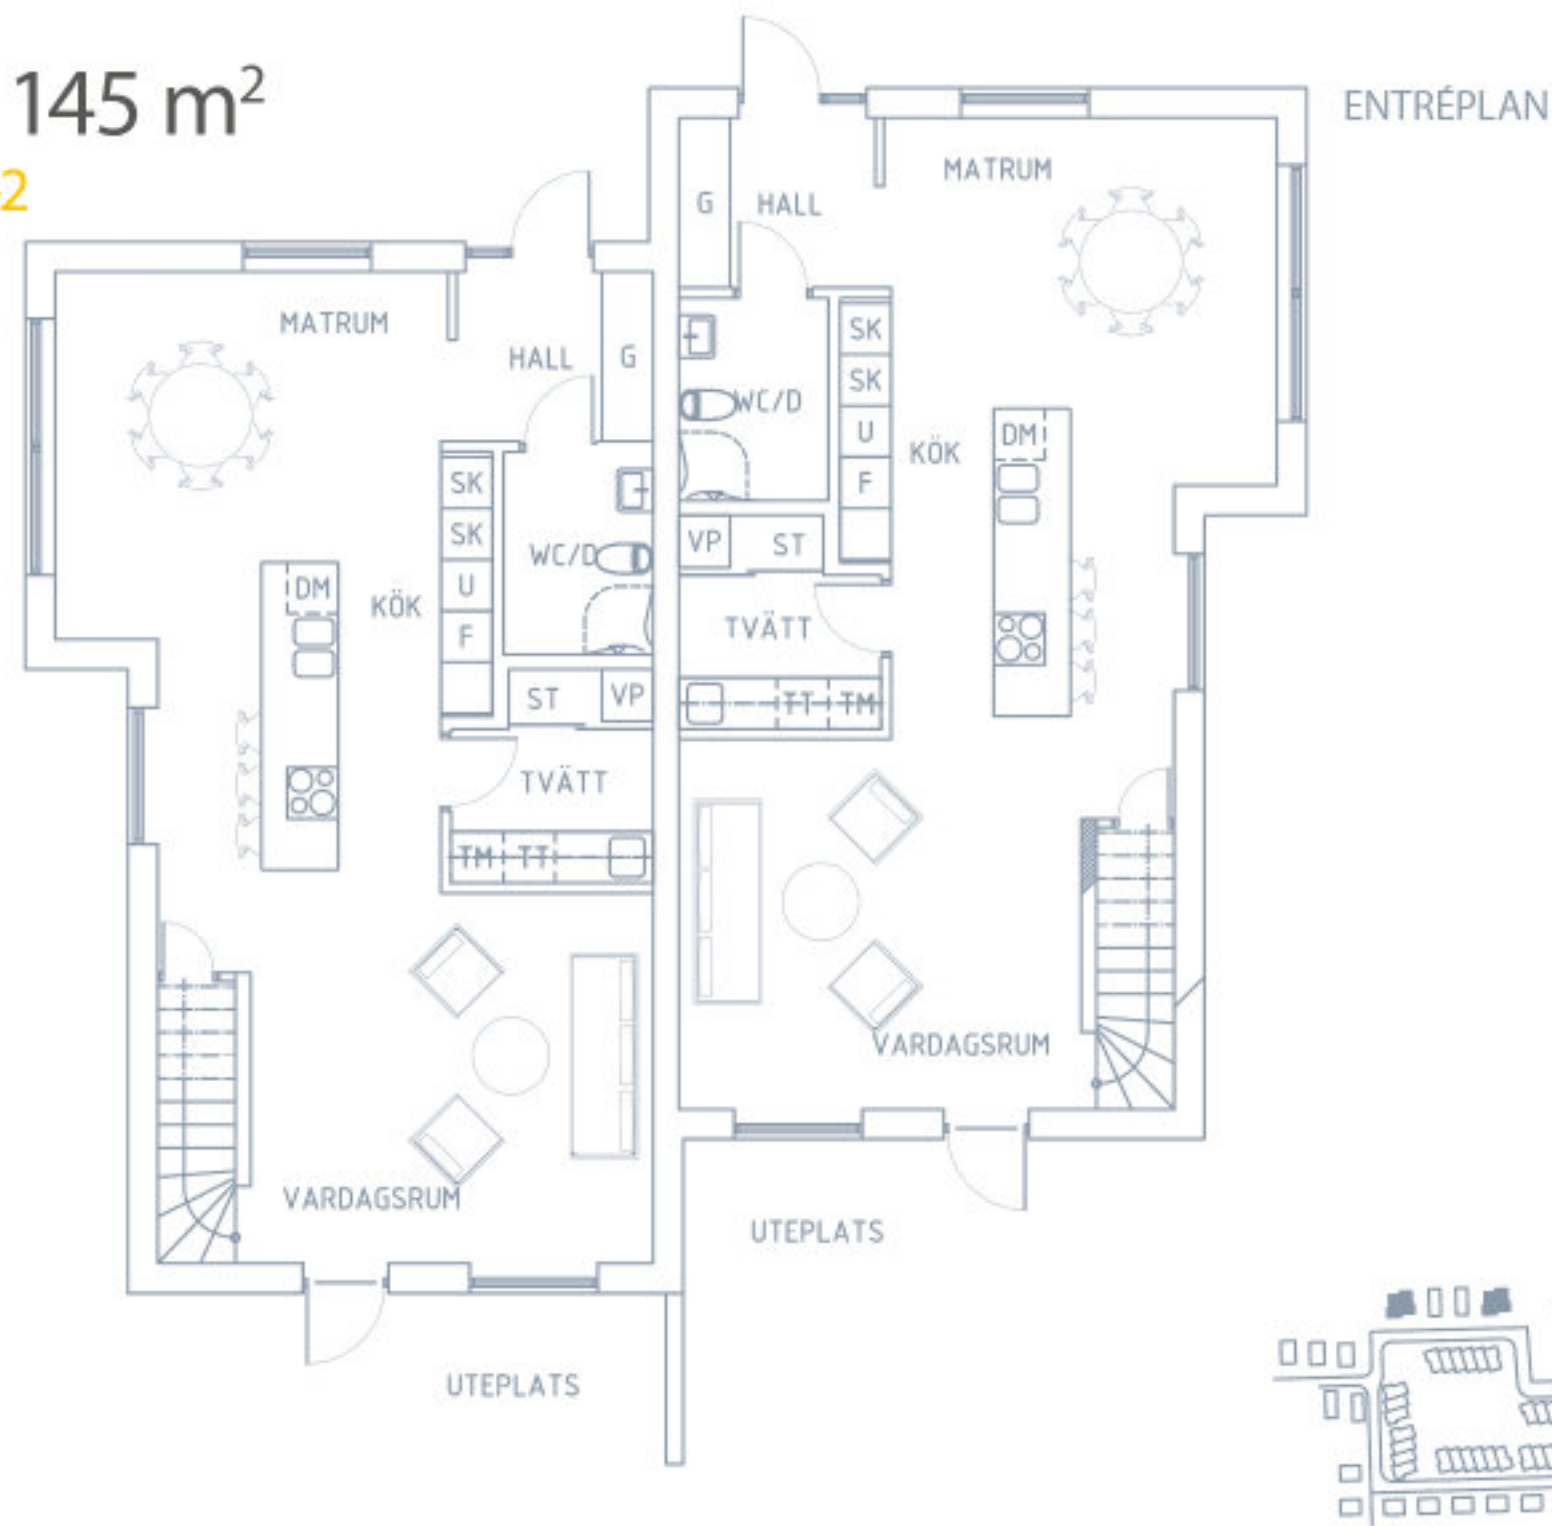 145 m²
ENTRÉPLAN
2
MATRUM
HALL
G
SK
SK
U
F
WC/D
KÖK
DM
VP
ST
TVÄTT
TT
TM
VARDAGSRUM
UTEPLATS
MATRUM
HALL
G
SK
SK
U
F
WC/D
KÖK
DM
ST
VP
TVÄTT
TM
TT
VARDAGSRUM
UTEPLATS